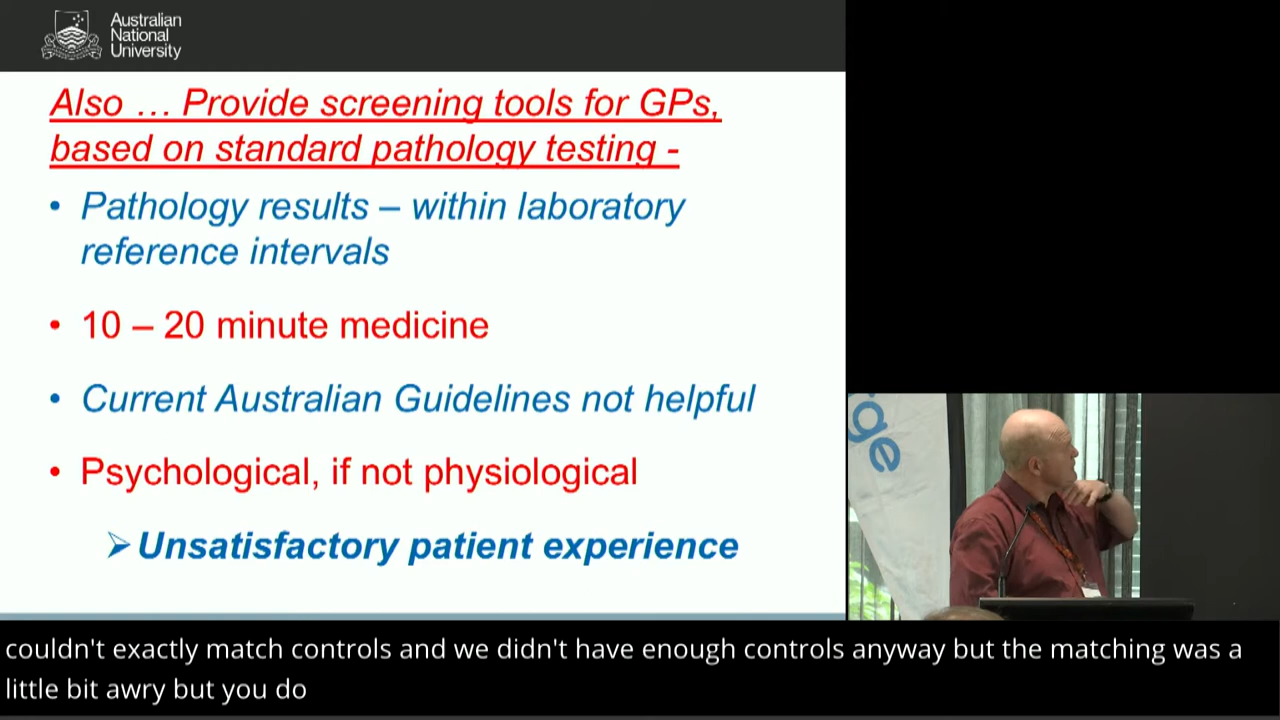 Australian
National
University
Also … Provide screening tools for GPs,
based on standard pathology testing -
• Pathology results – within laboratory
reference intervals
• 10 – 20 minute medicine
• Current Australian Guidelines not helpful
• Psychological, if not physiological
➢ Unsatisfactory patient experience
ge
couldn't exactly match controls and we didn't have enough controls anyway but the matching was a
little bit awry but you do